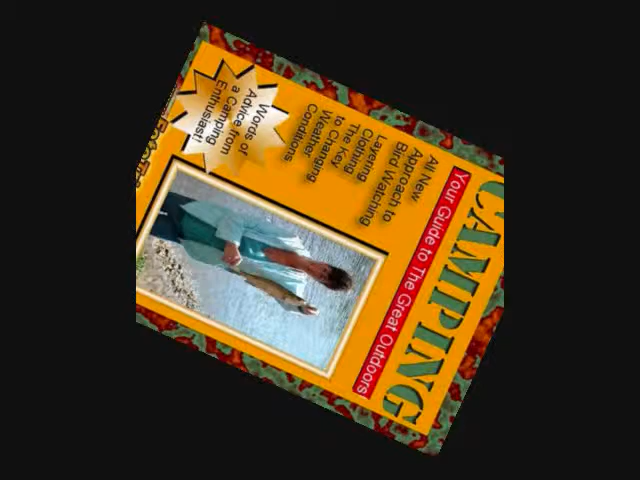 CAMPING
Your Guide to The Great Outdoors!
All New
Approach to
Bird Watching
Layering
Clothing
The Key
to Changing
Weather
Conditions
Words of
Advice from
a Camping
Enthusiast!